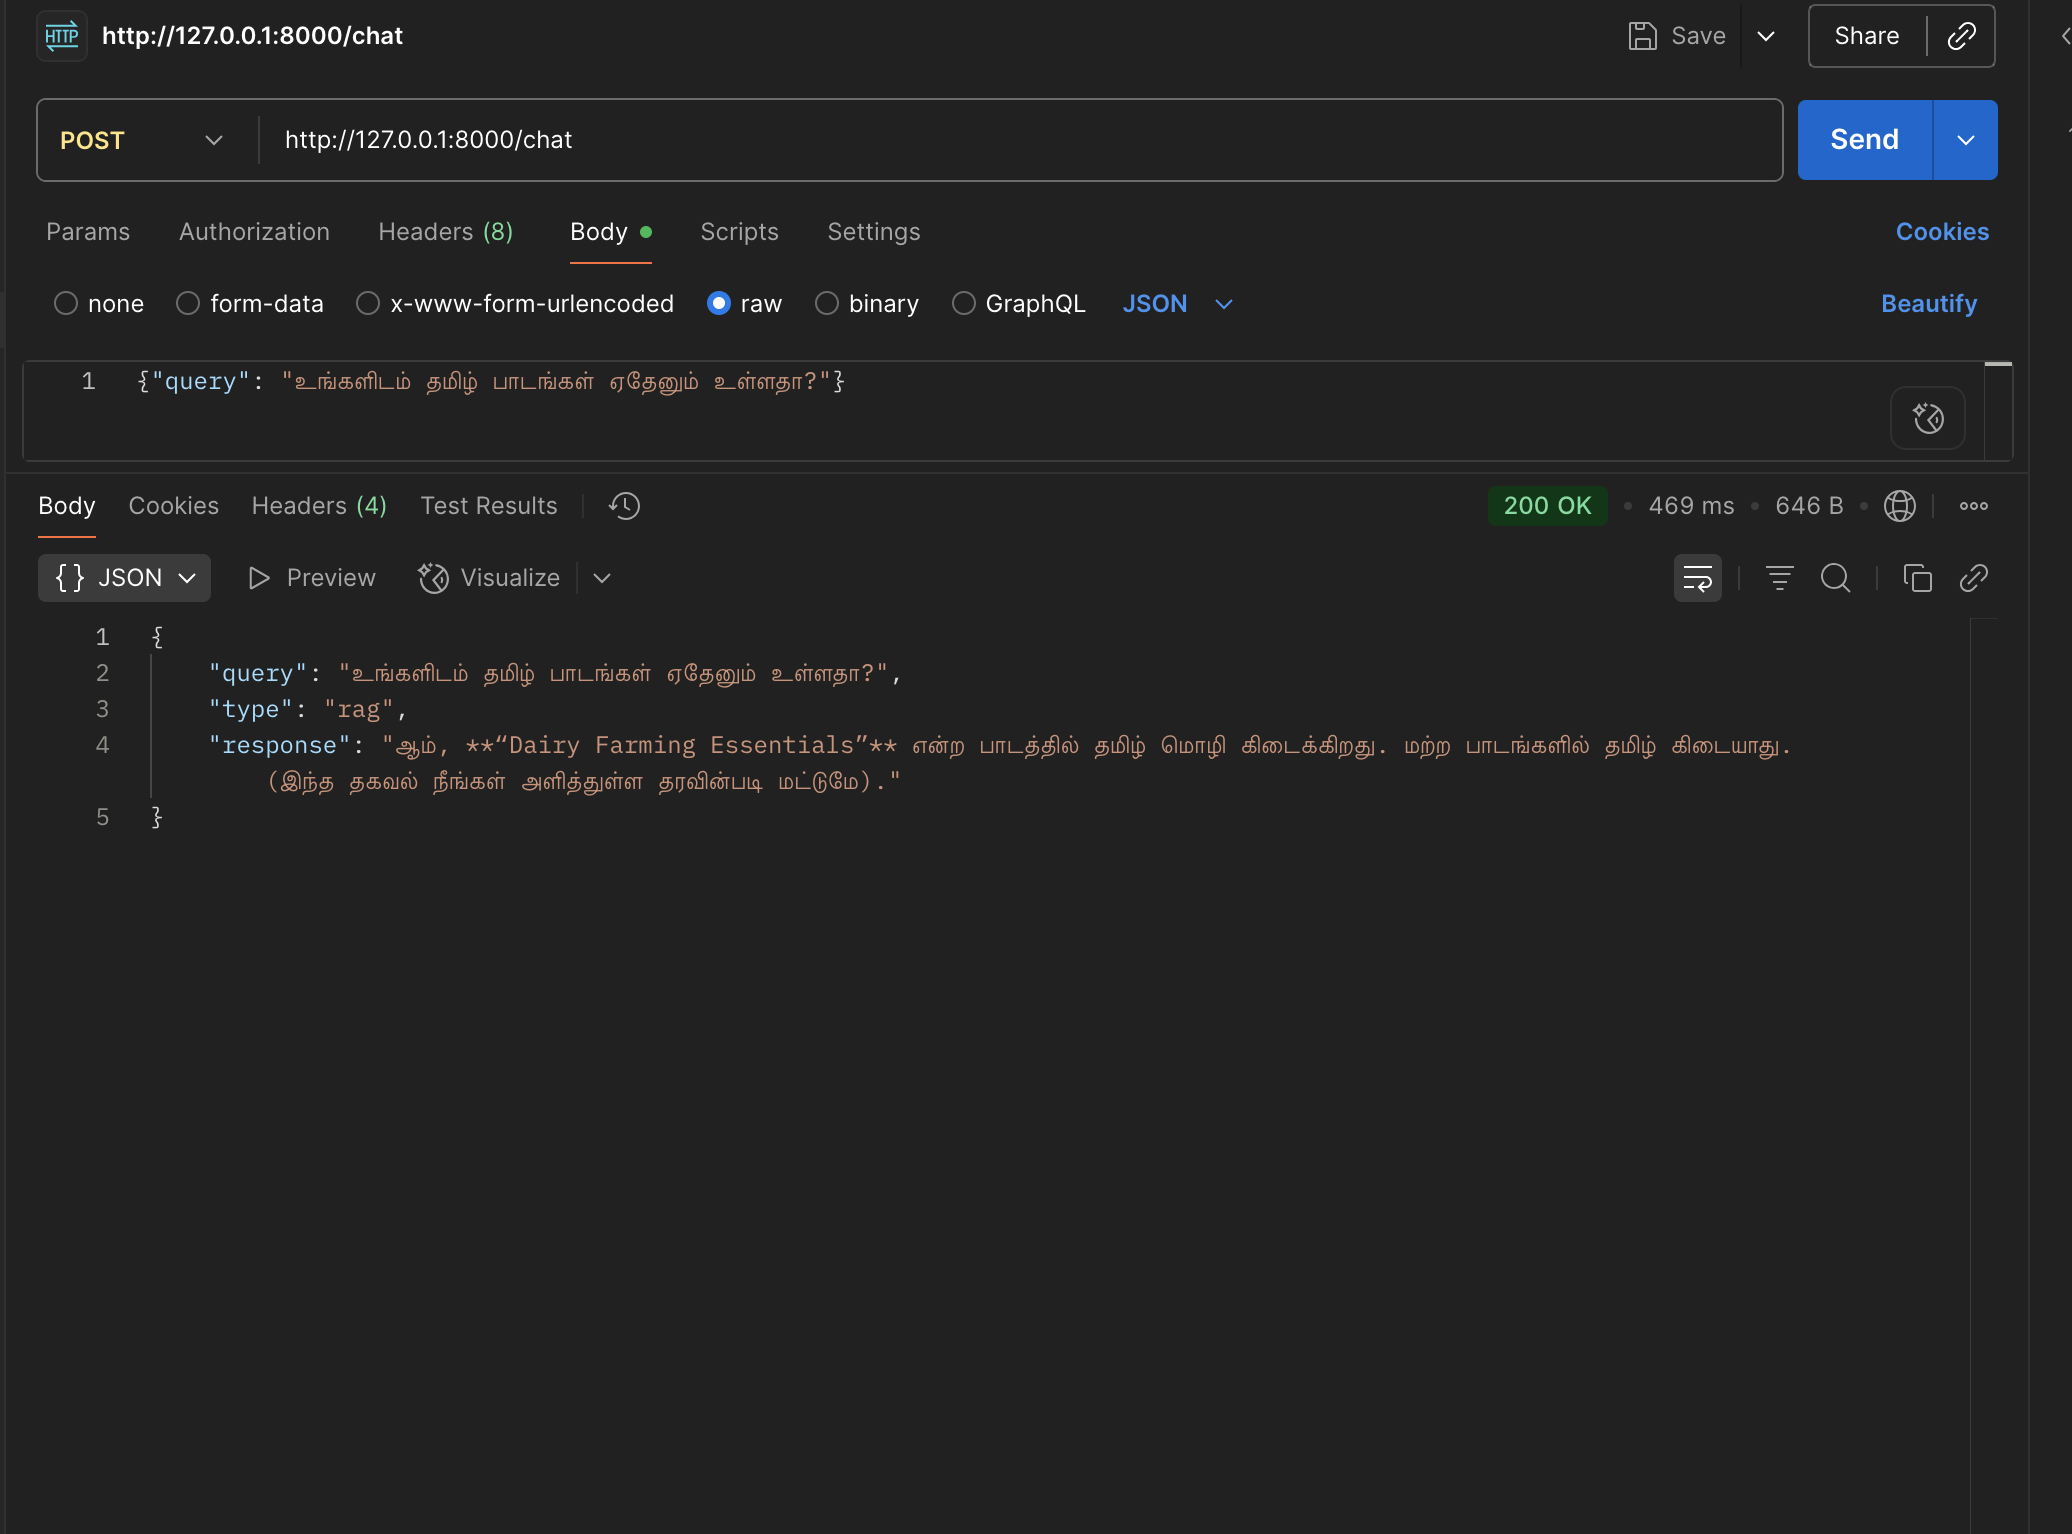 HTTP http://127.0.0.1:8000/chat Save Share
POST http://127.0.0.1:8000/chat Send
Params Authorization Headers (8) Body Scripts Settings Cookies
none form-data x-www-form-urlencoded raw binary GraphQL JSON Beautify
1 {"query": "உங்களிடம் தமிழ் பாடங்கள் ஏதேனும் உள்ளதா?"}
Body Cookies Headers (4) Test Results 200 OK • 469 ms • 646 B •
{} JSON Preview Visualize
1 {
2 "query": "உங்களிடம் தமிழ் பாடங்கள் ஏதேனும் உள்ளதா?",
3 "type": "rag",
4 "response": "ஆம், **“Dairy Farming Essentials”** என்ற பாடத்தில் தமிழ் மொழி கிடைக்கிறது. மற்ற பாடங்களில் தமிழ் கிடையாது.
(இந்த தகவல் நீங்கள் அளித்துள்ள தரவின்படி மட்டுமே)."
5 }